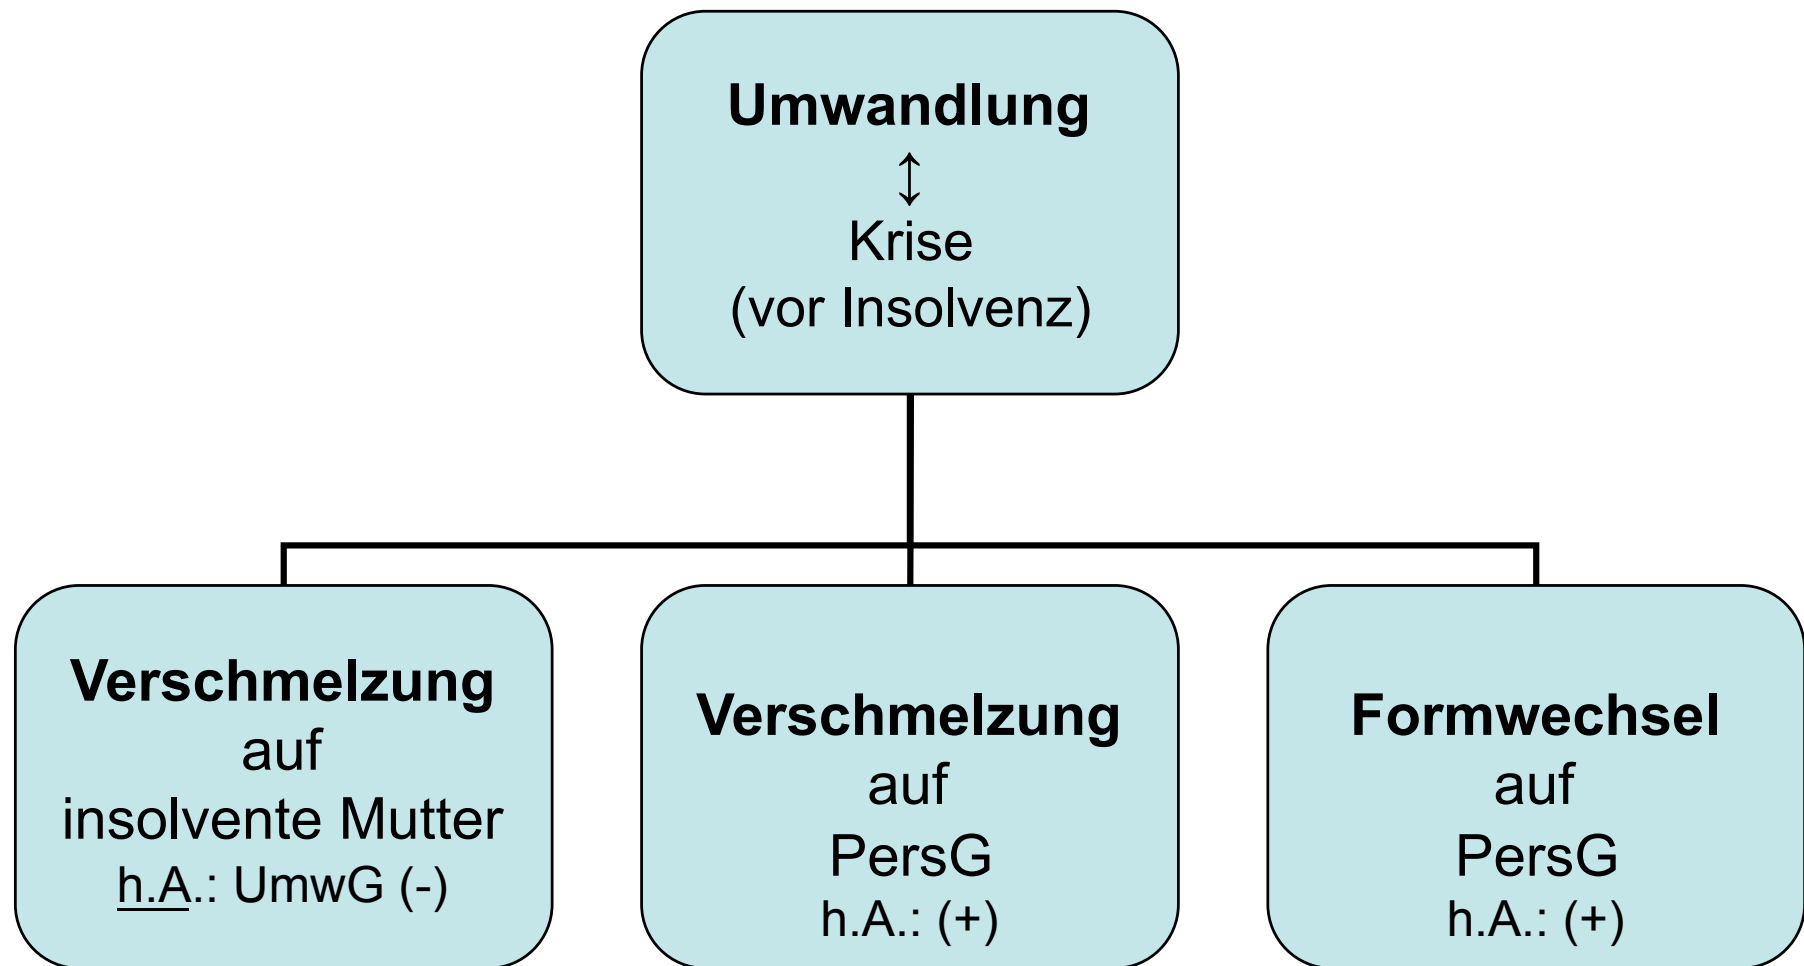 Umwandlung
↕
Krise
(vor Insolvenz)
Verschmelzung
auf
insolvente Mutter
h.A.: UmwG (-)
Verschmelzung
auf
PersG
h.A.: (+)
Formwechsel
auf
PersG
h.A.: (+)